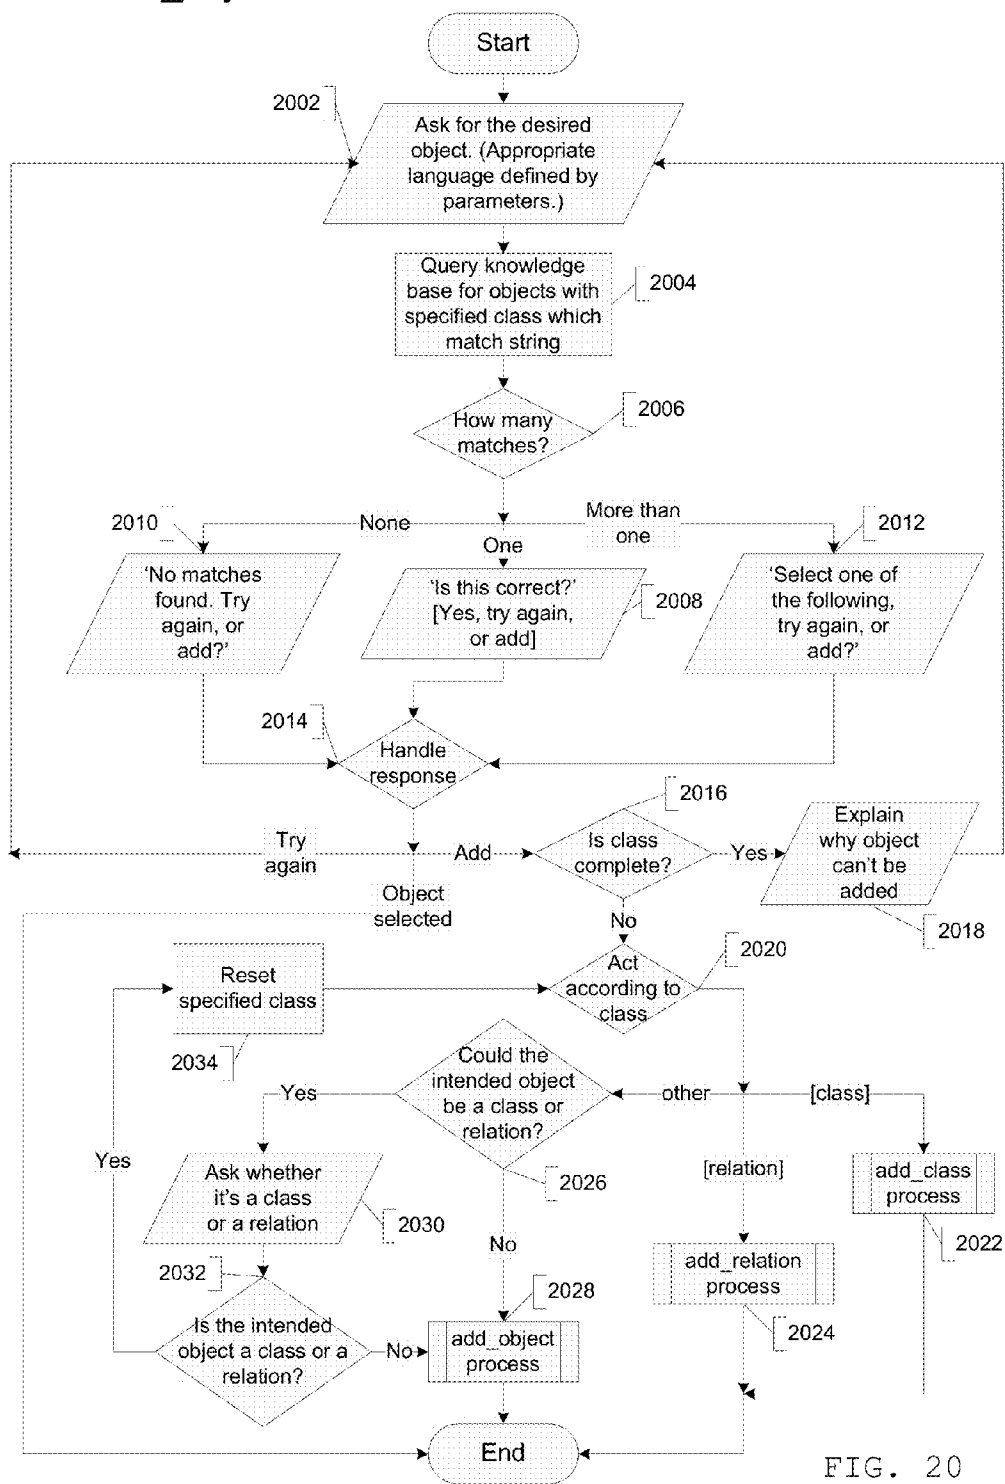 Start
2002
Ask for the desired
object. (Appropriate
language defined by
parameters.)
Query knowledge
base for objects with
specified class which
match string
2004
How many
matches?
2006
2010
None
One
More than
one
2012
'No matches
found. Try
again, or
add?'
'Is this correct?'
[Yes, try again,
or add]
2008
'Select one of
the following,
try again, or
add?'
2014
Handle
response
2016
Try
again
Add
Is class
complete?
Yes
Explain
why object
can't be
added
2018
Object
selected
No
2020
Act
according to
class
Reset
specified class
2034
Could the
intended object
be a class or
relation?
Yes
other
[class]
Yes
Ask whether
it's a class
or a relation
2030
2026
[relation]
add_class
process
2022
No
2032
add_relation
process
2024
2028
Is the intended
object a class or a
relation?
No
add_object
process
End
FIG. 20